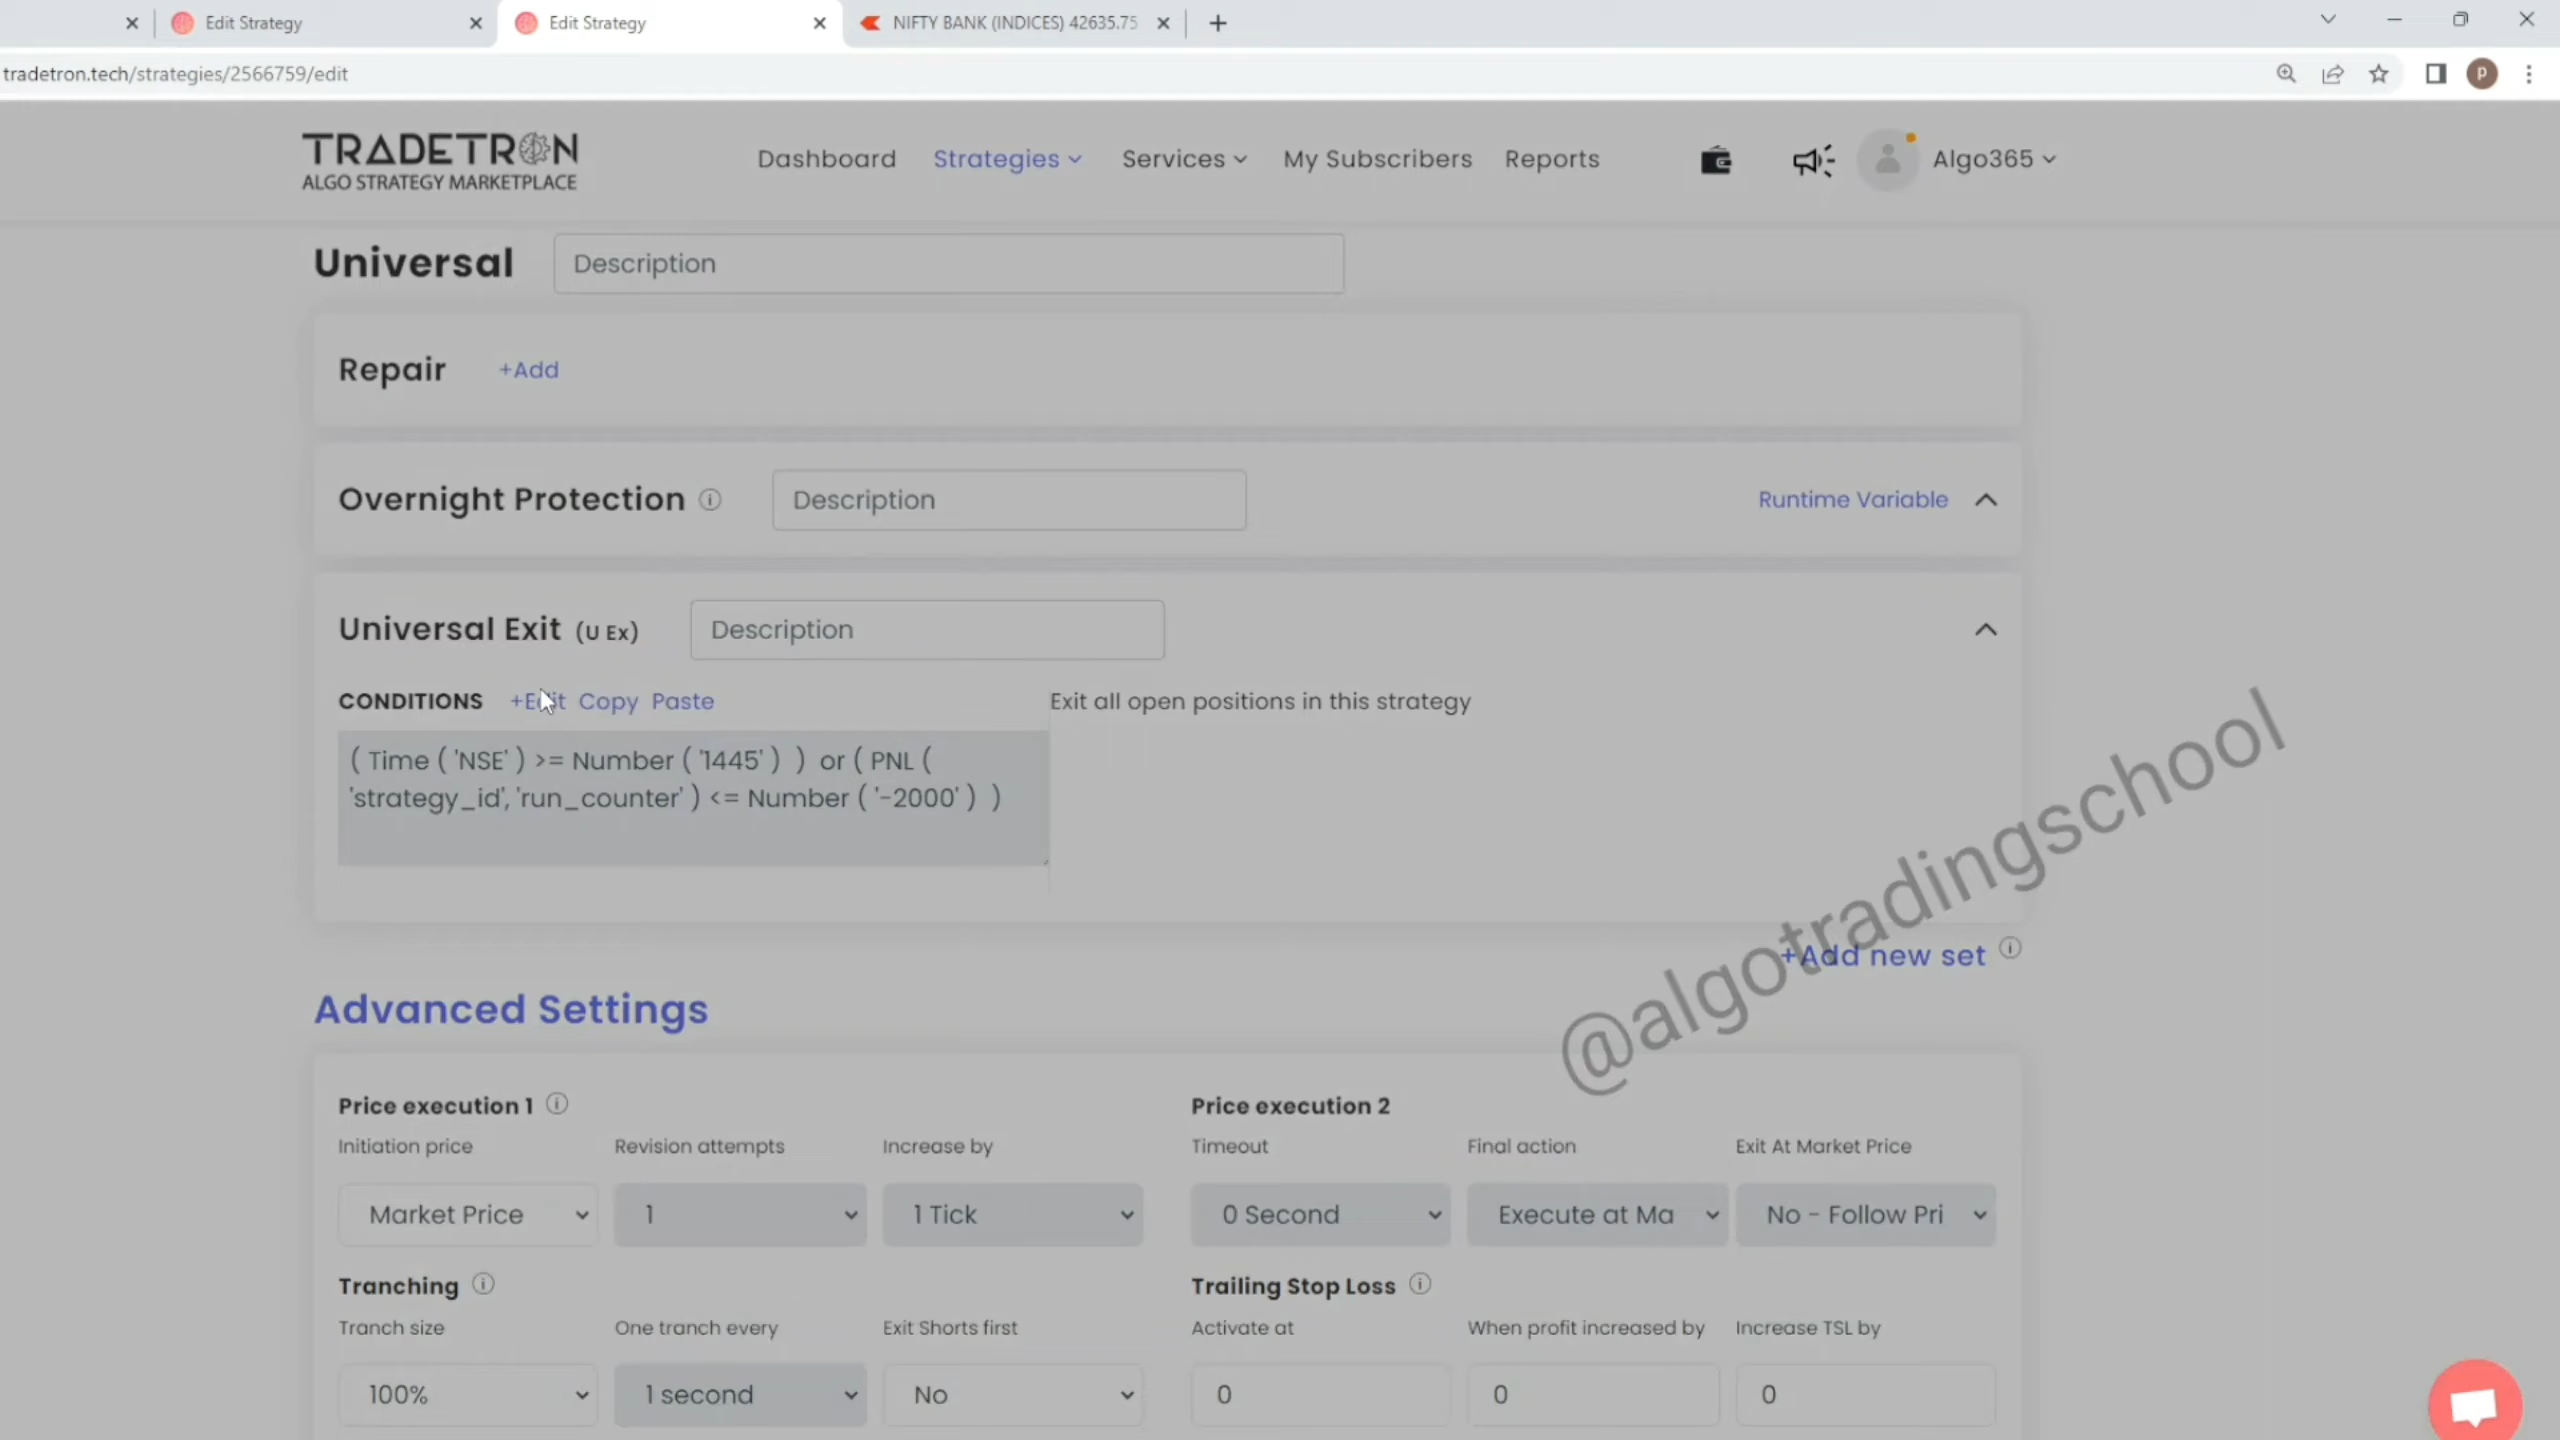 Edit Strategy
Edit Strategy
NIFTY BANK (INDICES) 42635.75
tradetron.tech/strategies/2566759/edit
p
TRADETRON
ALGO STRATEGY MARKETPLACE
Dashboard
Strategies
Services
My Subscribers
Reports
Algo365
Universal
Description
Repair
+Add
Overnight Protection
Description
Runtime Variable
Universal Exit (U Ex)
Description
CONDITIONS
+Edit Copy Paste
Exit all open positions in this strategy
( Time ( 'NSE' ) >= Number ( '1445' ) ) or ( PNL (
'strategy_id', 'run_counter' ) <= Number ( '-2000' ) )
@algotradingschool
+Add new set
Advanced Settings
Price execution 1
Price execution 2
Initiation price
Revision attempts
Increase by
Timeout
Final action
Exit At Market Price
Market Price
1
1 Tick
0 Second
Execute at Ma
No - Follow Pri
Tranching
Trailing Stop Loss
Tranch size
One tranch every
Exit Shorts first
Activate at
When profit increased by
Increase TSL by
100%
1 second
No
0
0
0